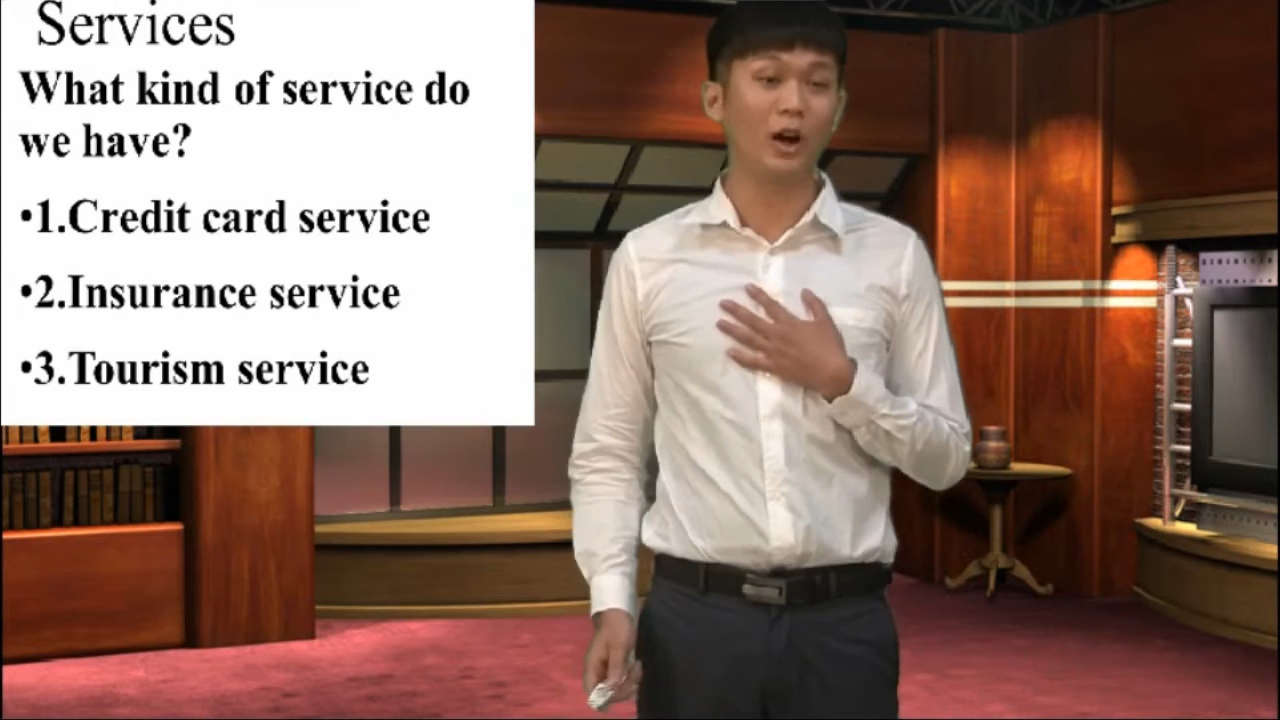 Services
What kind of service do
we have?
•1.Credit card service
•2.Insurance service
•3.Tourism service